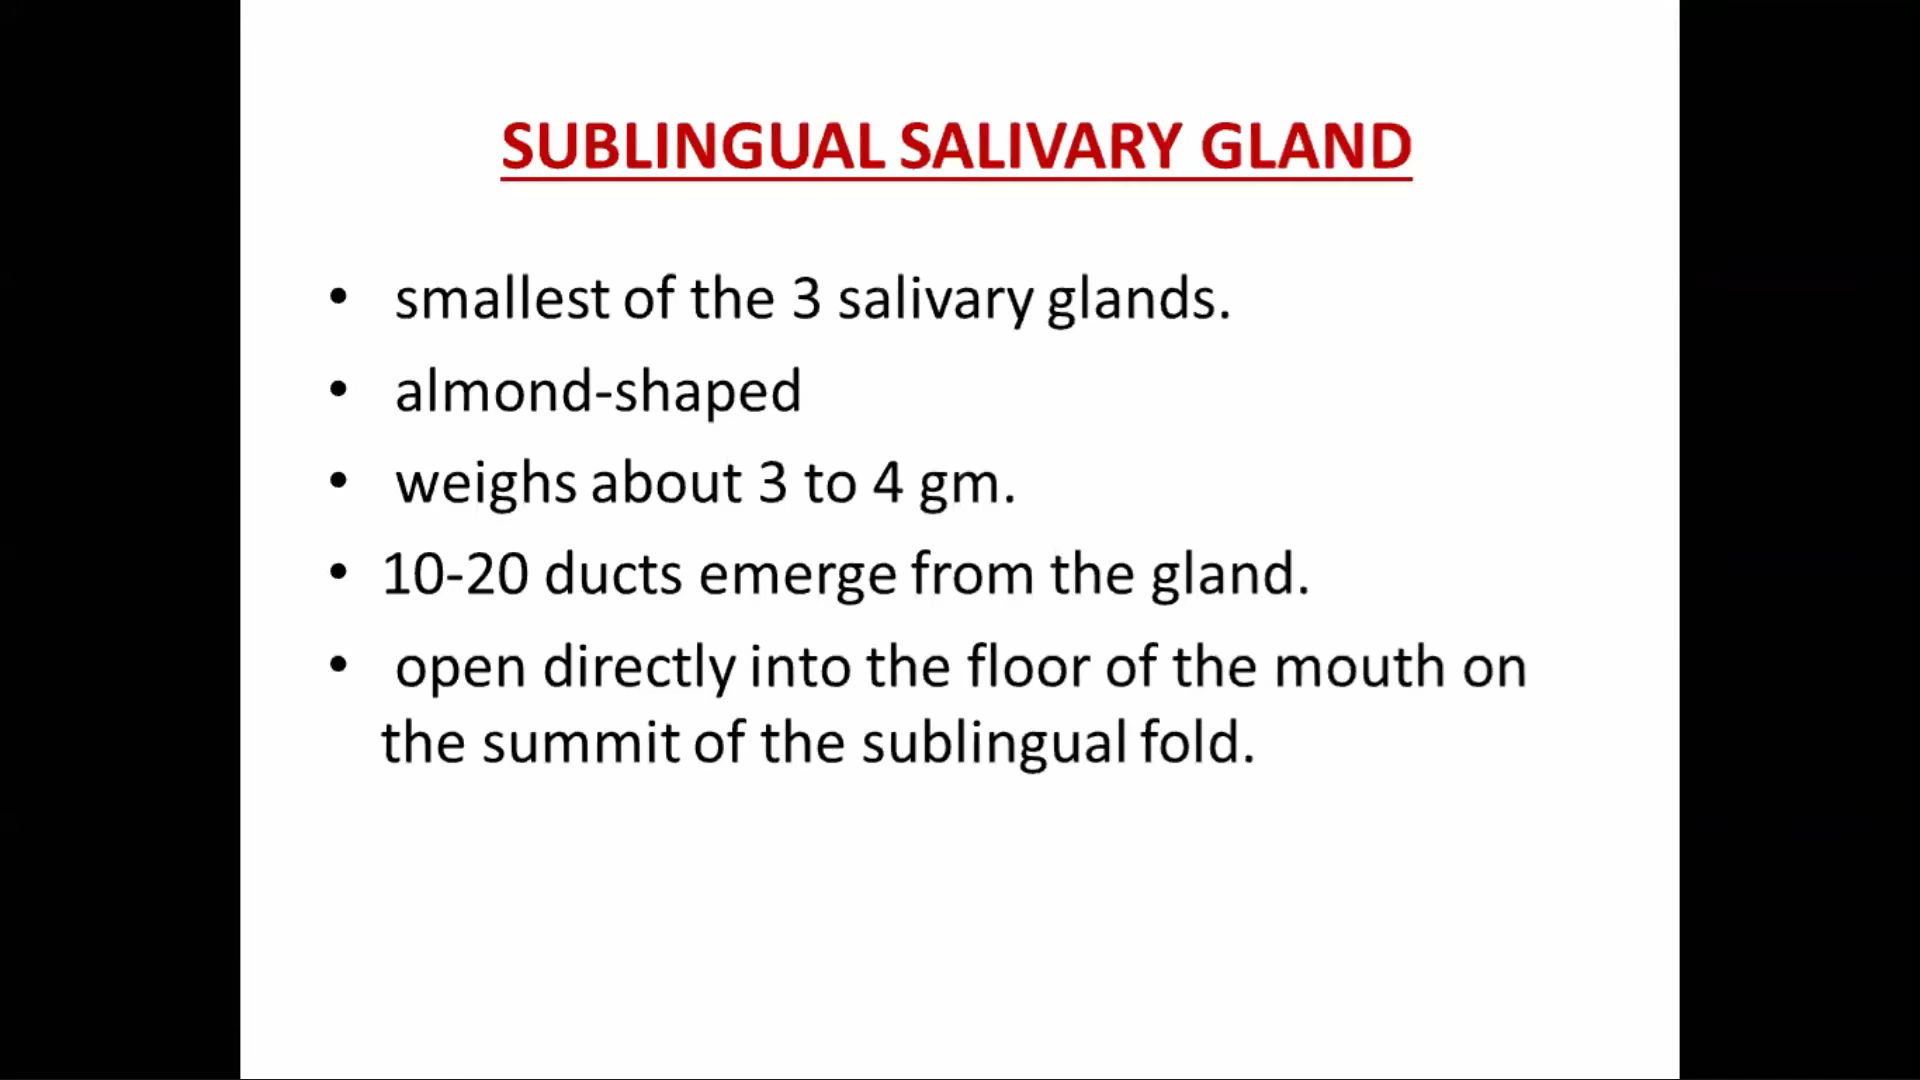 SUBLINGUAL SALIVARY GLAND
• smallest of the 3 salivary glands.
• almond-shaped
• weighs about 3 to 4 gm.
• 10-20 ducts emerge from the gland.
• open directly into the floor of the mouth on
the summit of the sublingual fold.